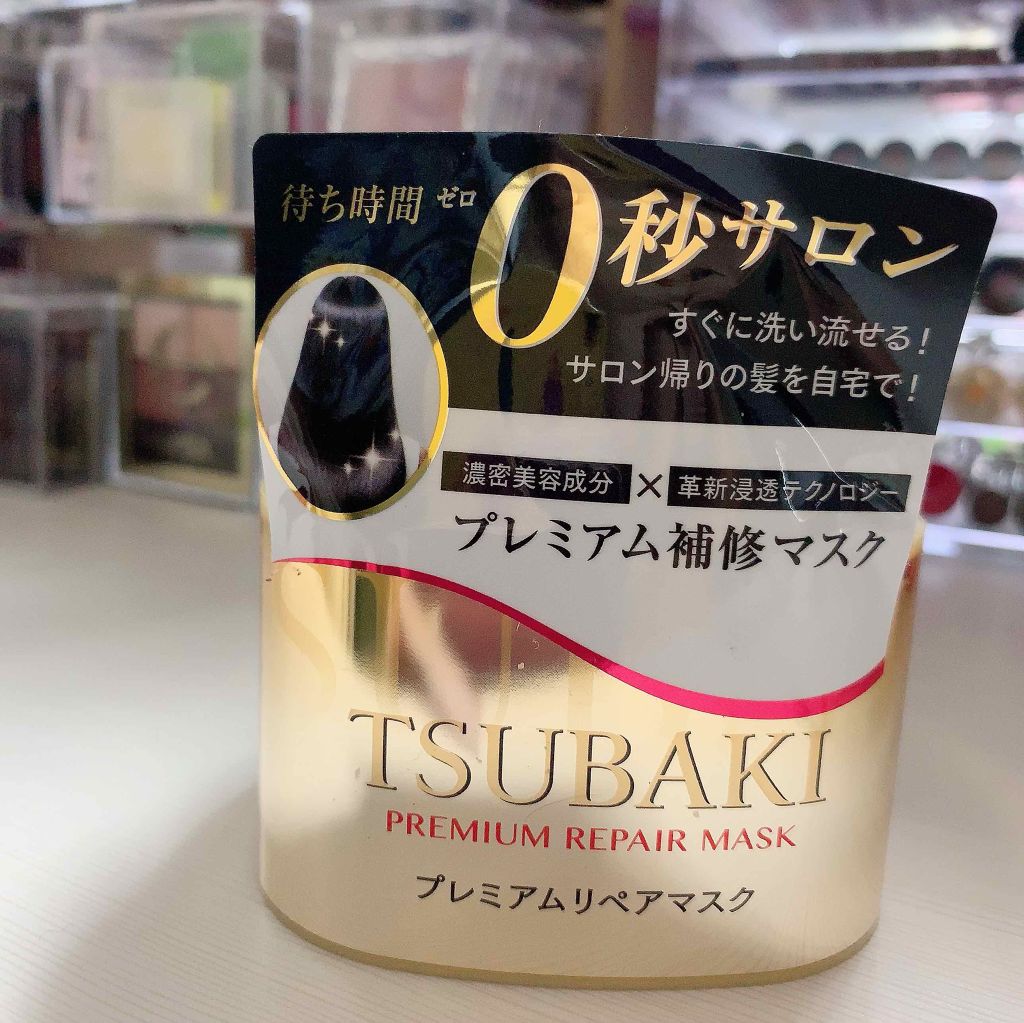 待ち時間 ゼロ 0秒サロン
すぐに洗い流せる!
サロン帰りの髪を自宅で!
濃密美容成分×革新浸透テクノロジー
プレミアム補修マスク
TSUBAKI
PREMIUM REPAIR MASK
プレミアムリペアマスク